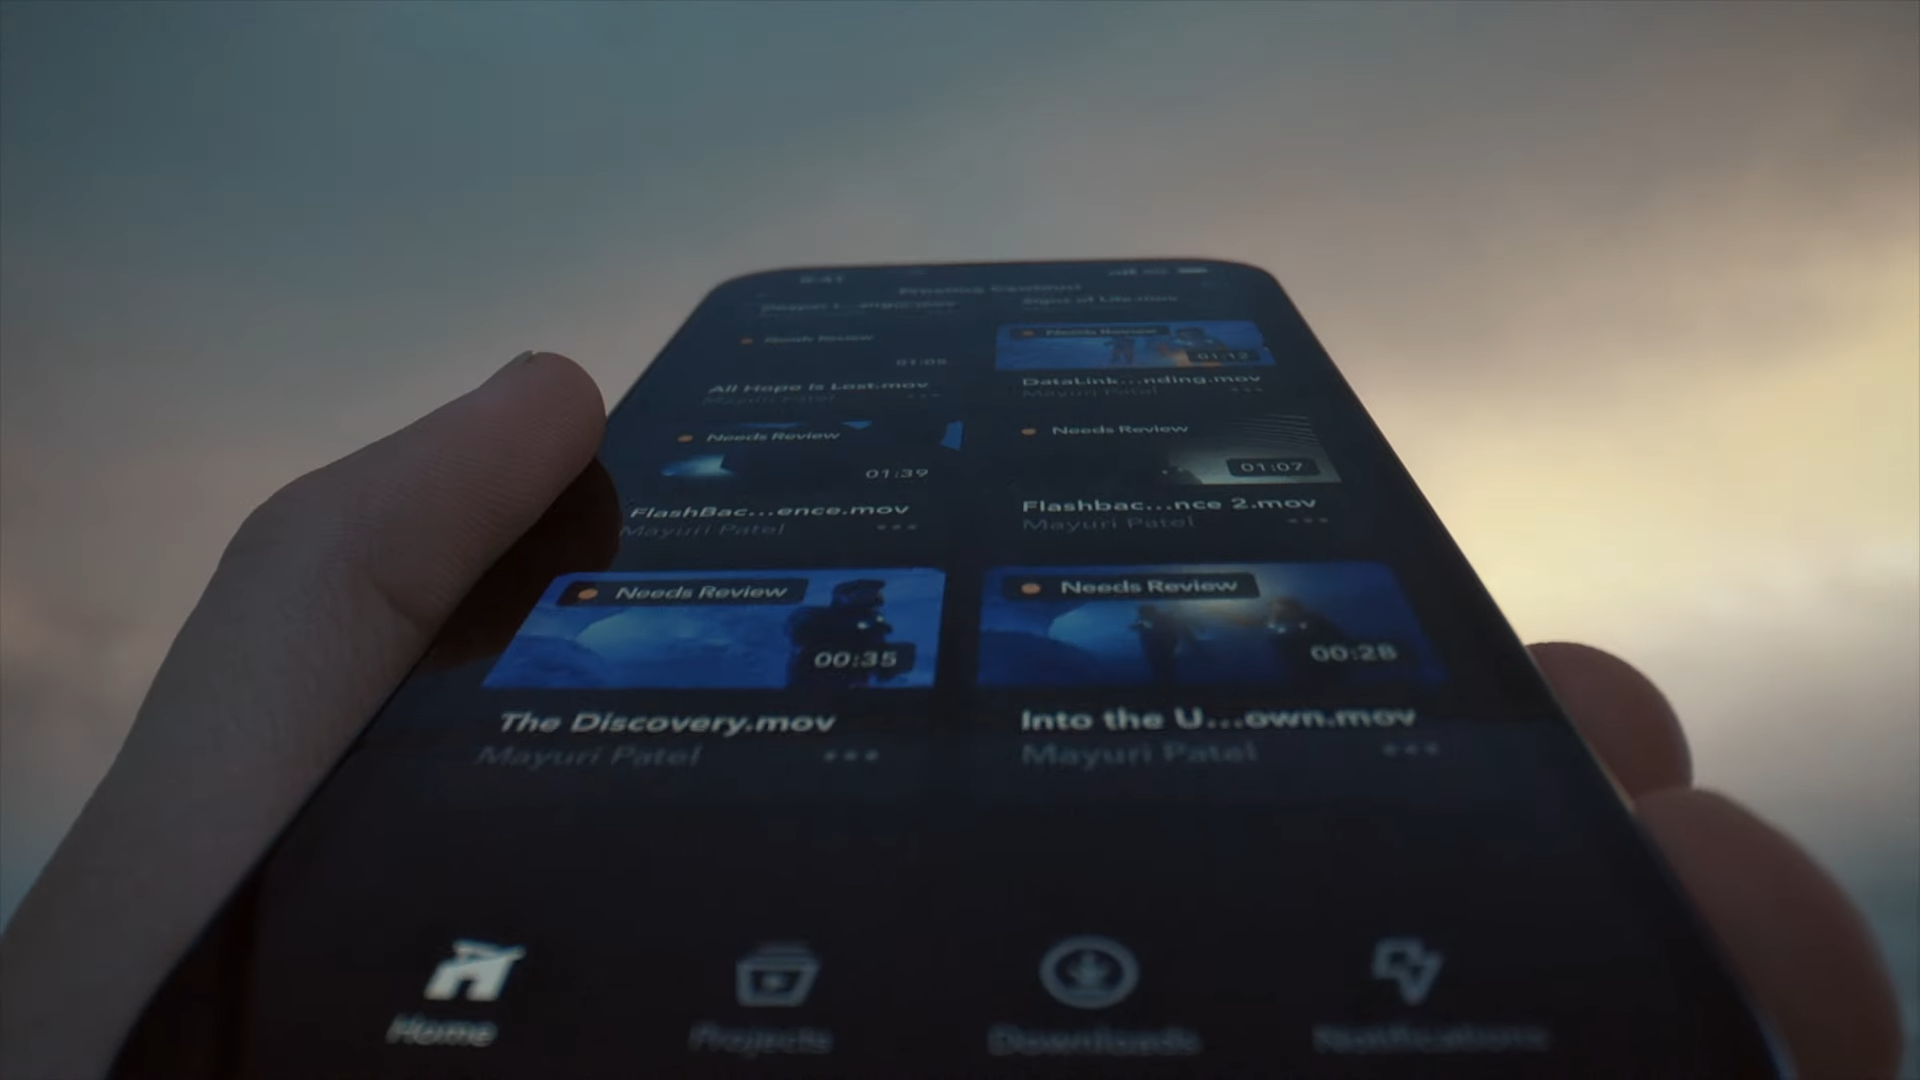 9:41
Signs of Life.mov
Needs Review
01:05
Needs Review
01:12
All Hope Is Lost.mov
Mayuri Patel
DataLink...nding.mov
Mayuri Patel
Needs Review
01:39
Needs Review
01:07
FlashBac...ence.mov
Mayuri Patel
Flashbac...nce 2.mov
Mayuri Patel
Needs Review
00:35
Needs Review
00:28
The Discovery.mov
Mayuri Patel
Into the U...own.mov
Mayuri Patel
Home
Projects
Downloads
Notifications